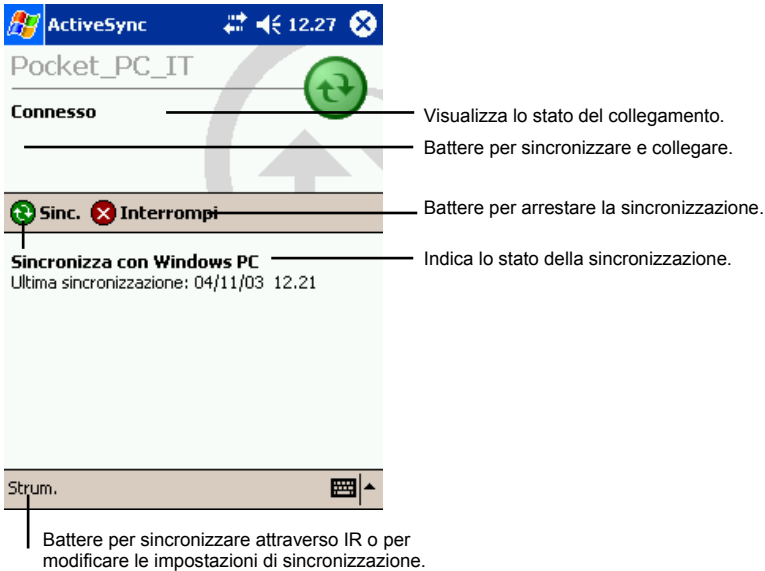 ActiveSync 12.27
Pocket_PC_IT
Connesso
Visualizza lo stato del collegamento.
Battere per sincronizzare e collegare.
Sinc. Interrompi
Battere per arrestare la sincronizzazione.
Sincronizza con Windows PC
Indica lo stato della sincronizzazione.
Ultima sincronizzazione: 04/11/03 12.21
Strum.
Battere per sincronizzare attraverso IR o per
modificare le impostazioni di sincronizzazione.